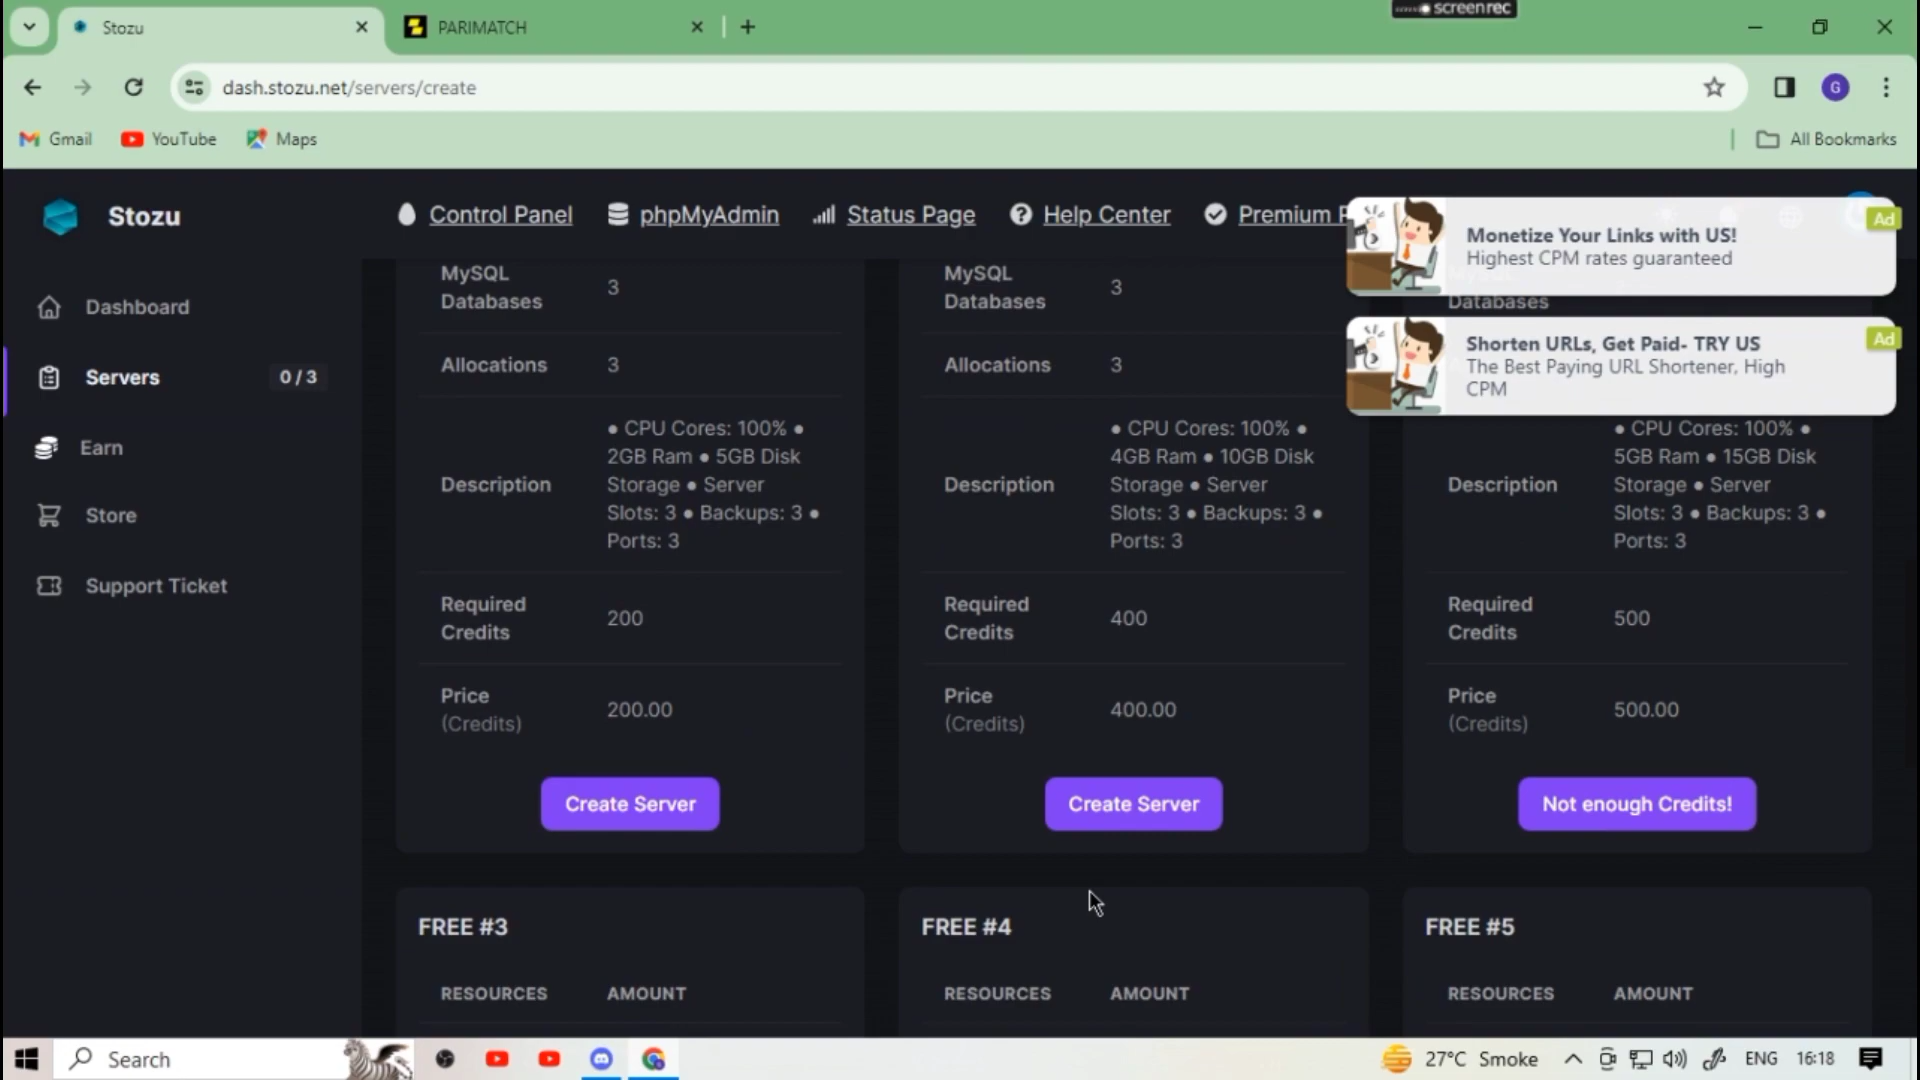 screenrec
Stozu
PARIMATCH
dash.stozu.net/servers/create
G
Gmail
YouTube
Maps
All Bookmarks
Stozu
Control Panel
phpMyAdmin
Status Page
Help Center
Premium
Monetize Your Links with US!
Highest CPM rates guaranteed
Ad
Shorten URLs, Get Paid- TRY US
The Best Paying URL Shortener, High
CPM
Ad
Dashboard
Servers
0 / 3
Earn
Store
Support Ticket
MySQL
Databases
3
Allocations
3
Description
● CPU Cores: 100% ●
2GB Ram ● 5GB Disk
Storage ● Server
Slots: 3 ● Backups: 3 ●
Ports: 3
Required
Credits
200
Price
(Credits)
200.00
Create Server
MySQL
Databases
3
Allocations
3
Description
● CPU Cores: 100% ●
4GB Ram ● 10GB Disk
Storage ● Server
Slots: 3 ● Backups: 3 ●
Ports: 3
Required
Credits
400
Price
(Credits)
400.00
Create Server
Databases
Description
● CPU Cores: 100% ●
5GB Ram ● 15GB Disk
Storage ● Server
Slots: 3 ● Backups: 3 ●
Ports: 3
Required
Credits
500
Price
(Credits)
500.00
Not enough Credits!
FREE #3
RESOURCES
AMOUNT
FREE #4
RESOURCES
AMOUNT
FREE #5
RESOURCES
AMOUNT
Search
27°C Smoke
ENG
16:18